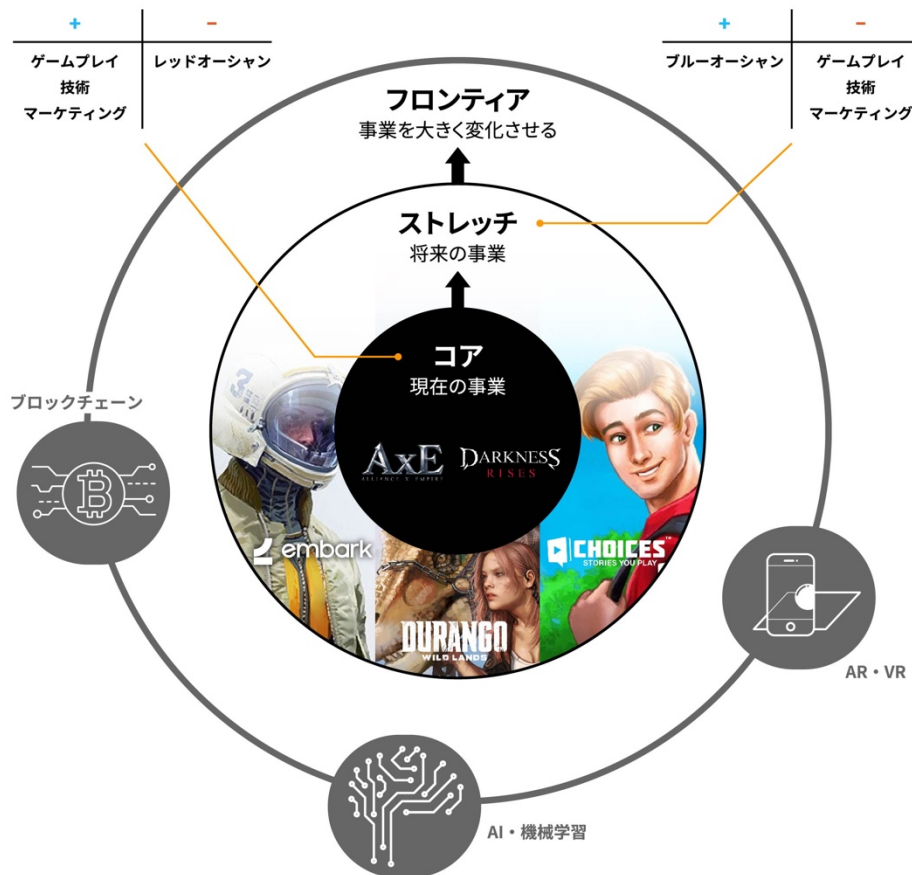 +
−
ゲームプレイ
技術
マーケティング
レッドオーシャン
+
−
ブルーオーシャン
ゲームプレイ
技術
マーケティング
フロンティア
事業を大きく変化させる
ストレッチ
将来の事業
コア
現在の事業
AxE
ALLIANCE X EMPIRE
DARKNESS
RISES
3
embark
DURANGO
WILD LANDS
CHOICES™
STORIES YOU PLAY
ブロックチェーン
B
AR・VR
AI・機械学習